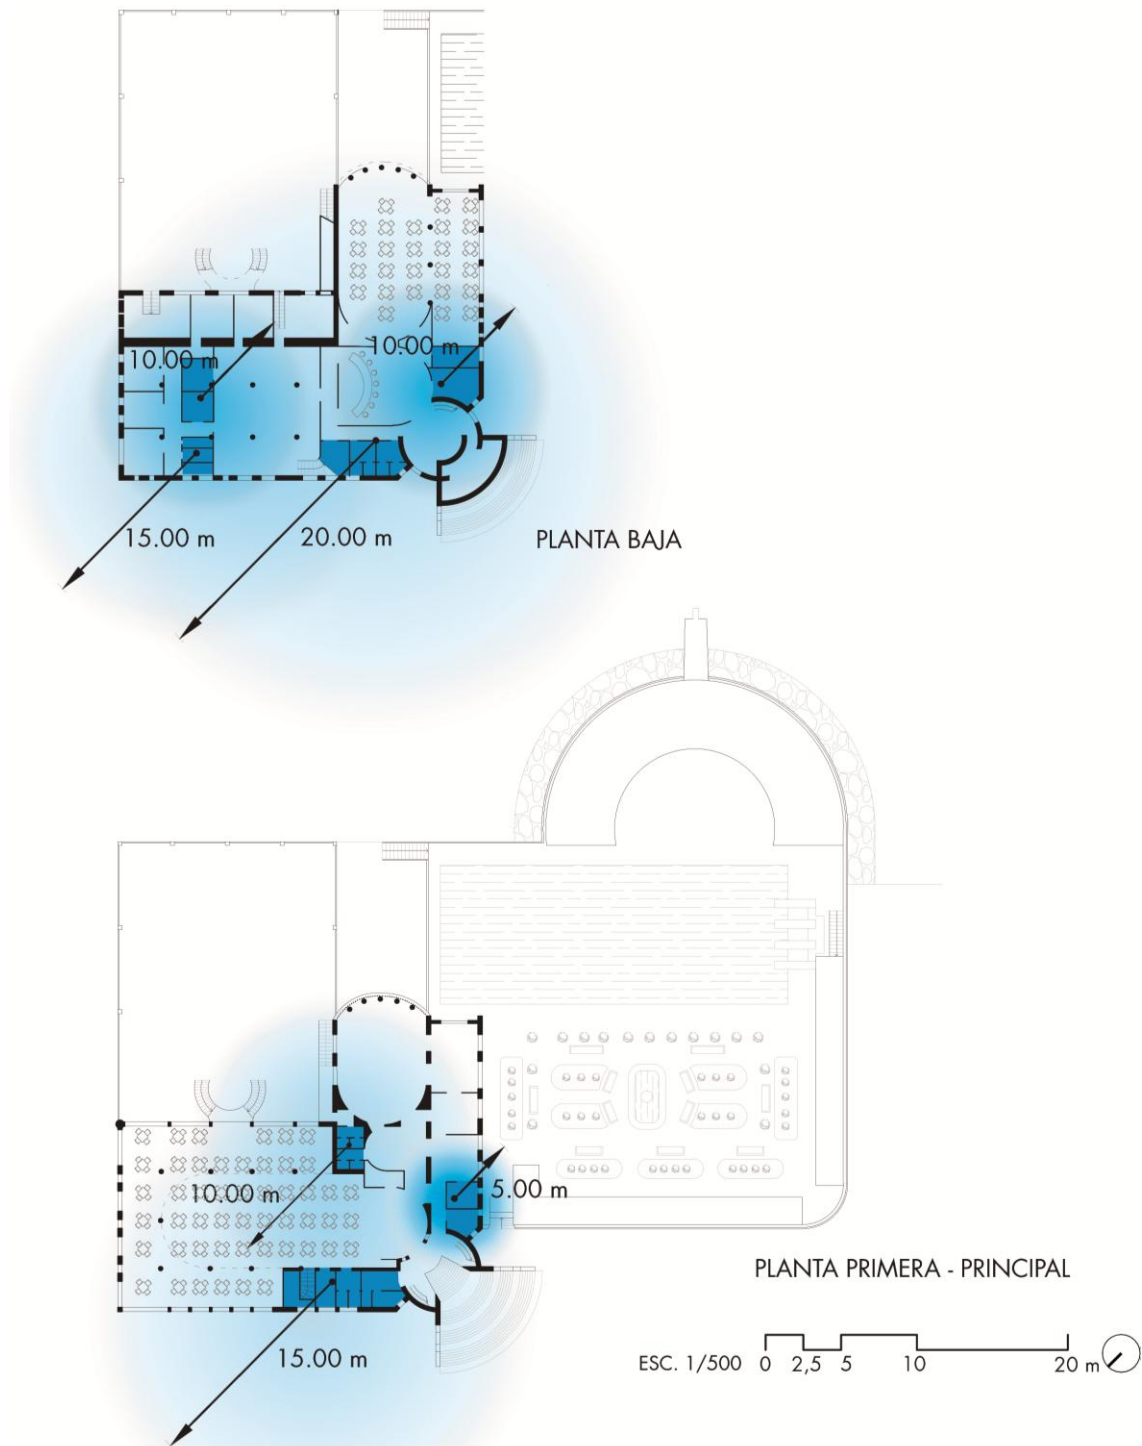 10.00 m
10.00 m
15.00 m
20.00 m
PLANTA BAJA
10.00 m
5.00 m
PLANTA PRIMERA - PRINCIPAL
15.00 m
ESC. 1/500 0 2,5 5 10 20 m